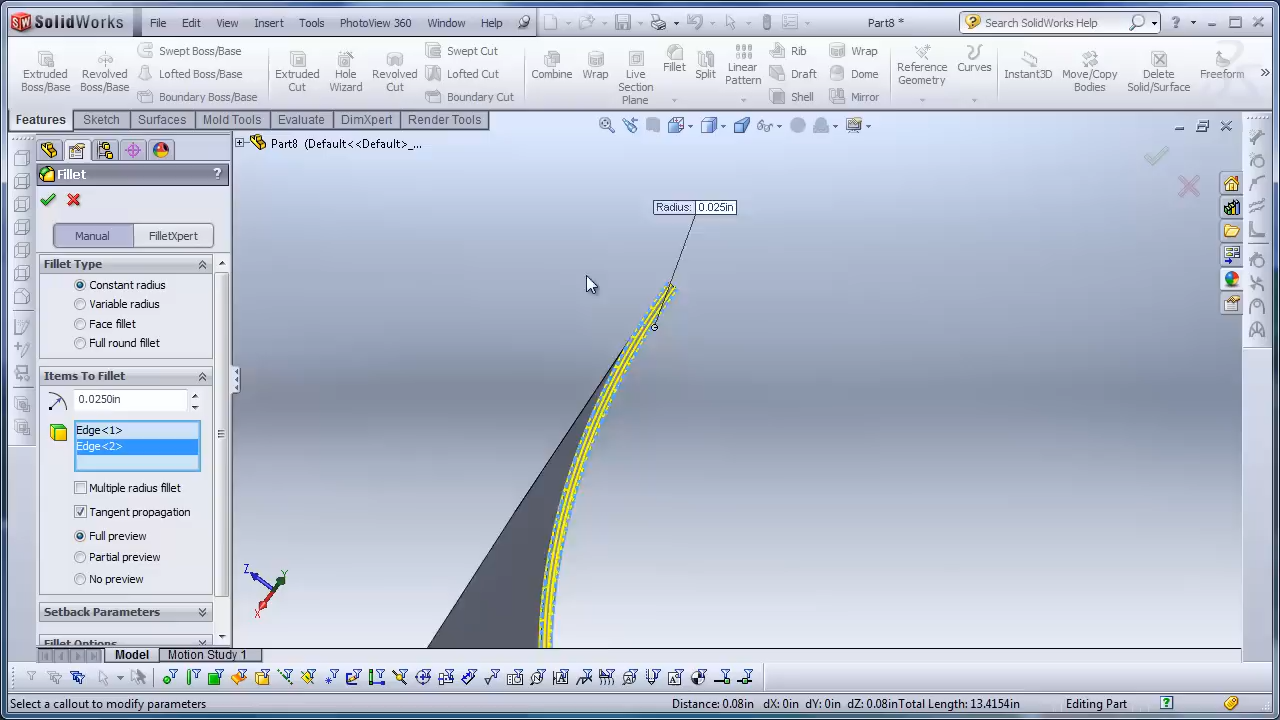 SolidWorks File Edit View Insert Tools PhotoView 360 Window Help Part8 * Search SolidWorks Help
Extruded Boss/Base
Revolved Boss/Base
Swept Boss/Base
Lofted Boss/Base
Boundary Boss/Base
Extruded Cut
Hole Wizard
Revolved Cut
Swept Cut
Lofted Cut
Boundary Cut
Combine
Wrap
Live Section Plane
Fillet
Split
Linear Pattern
Rib
Draft
Shell
Wrap
Dome
Mirror
Reference Geometry
Curves
Instant3D
Move/Copy Bodies
Delete Solid/Surface
Freeform
Features Sketch Surfaces Mold Tools Evaluate DimXpert Render Tools
Part8 (Default<<Default>_...
Fillet ?
Manual FilletXpert
Fillet Type
Constant radius
Variable radius
Face fillet
Full round fillet
Items To Fillet
0.0250in
Edge<1>
Edge<2>
Multiple radius fillet
Tangent propagation
Full preview
Partial preview
No preview
Setback Parameters
Fillet Options
Radius: 0.025in
Z Y
X
Model Motion Study 1
Select a callout to modify parameters Distance: 0.08in dX: 0in dY: 0in dZ: 0.08inTotal Length: 13.4154in Editing Part ?